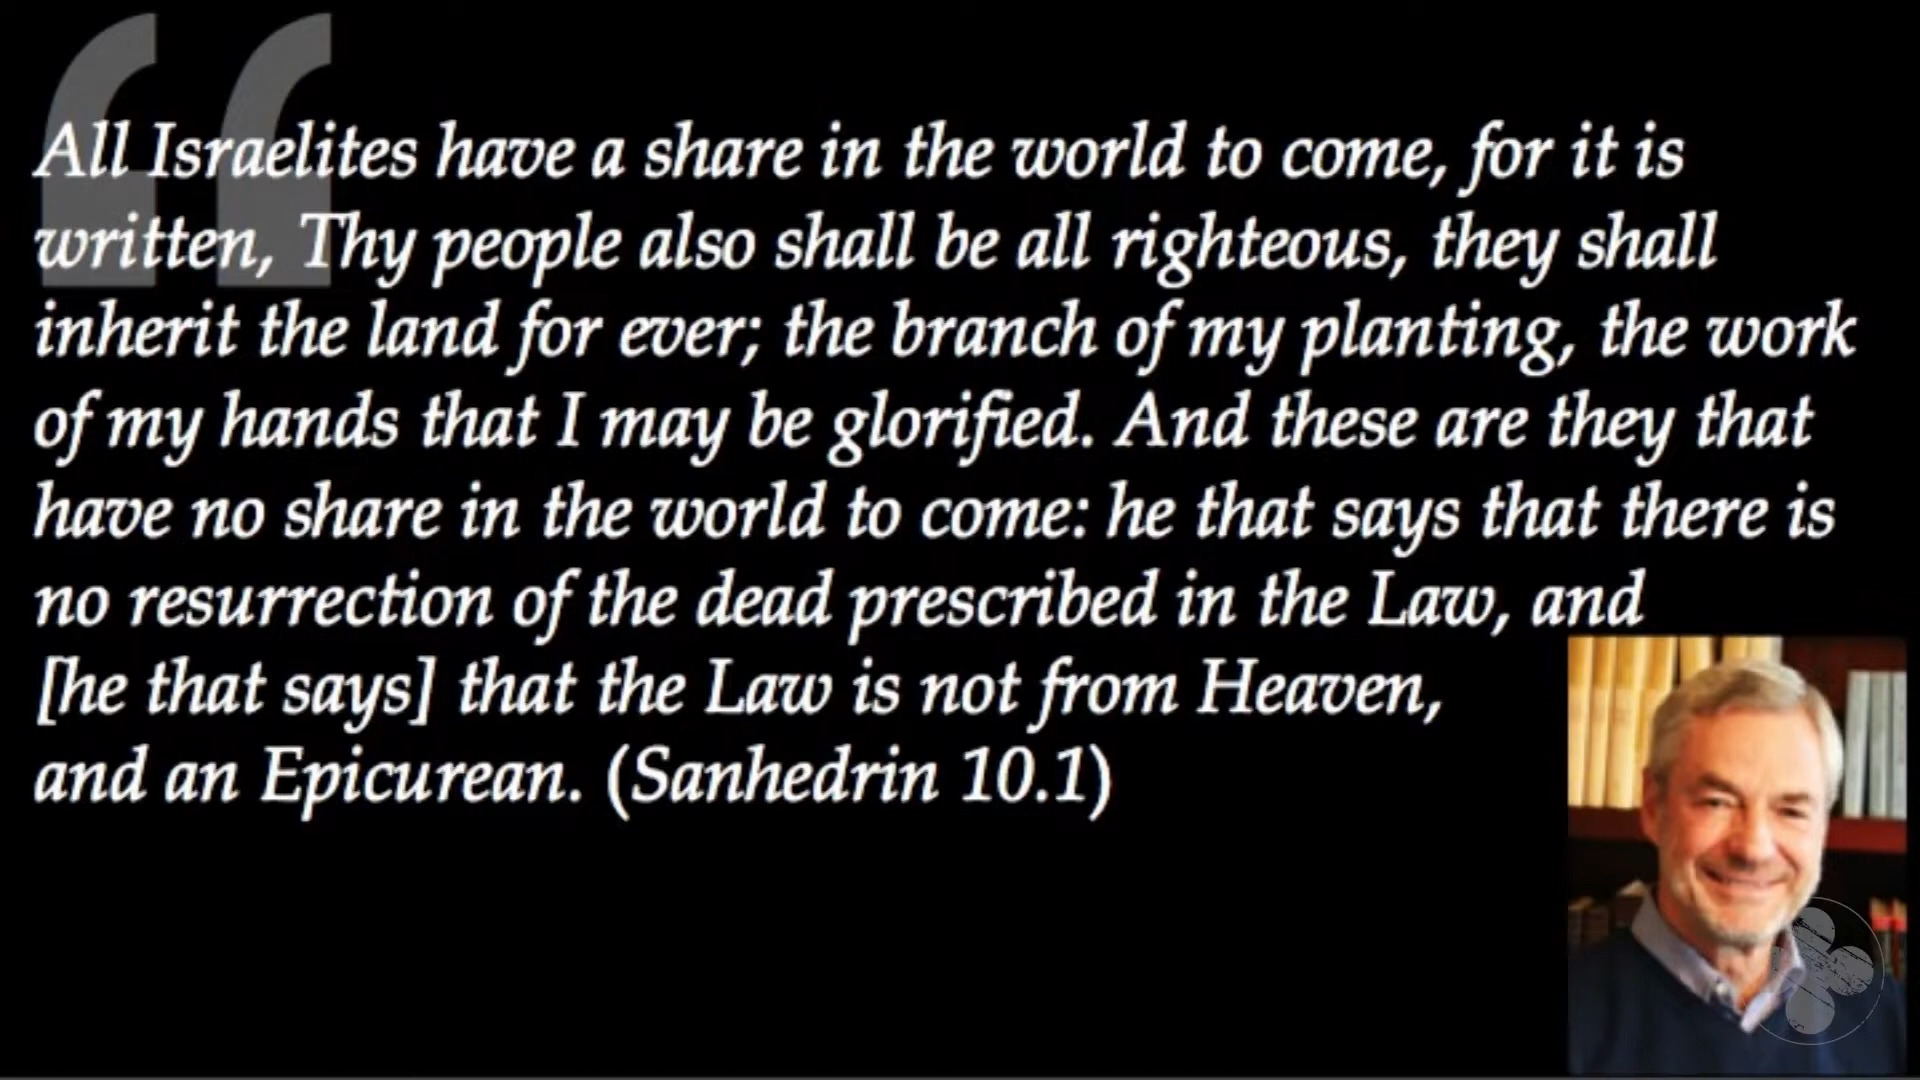 All Israelites have a share in the world to come, for it is
written, Thy people also shall be all righteous, they shall
inherit the land for ever; the branch of my planting, the work
of my hands that I may be glorified. And these are they that
have no share in the world to come: he that says that there is
no resurrection of the dead prescribed in the Law, and
[he that says] that the Law is not from Heaven,
and an Epicurean. (Sanhedrin 10.1)